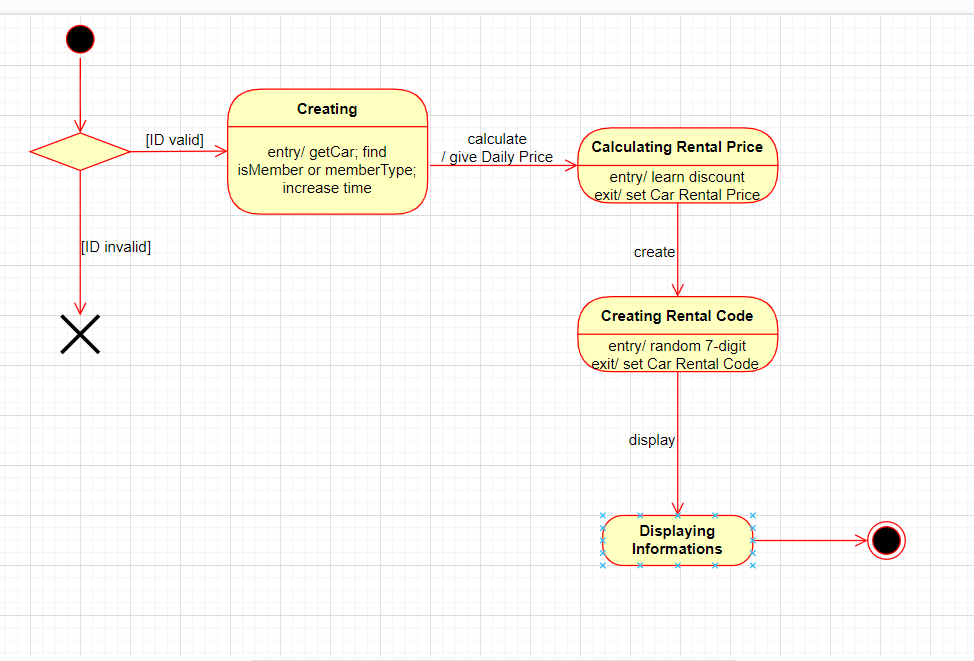 [ID valid]
Creating
entry/ getCar; find
isMember or memberType;
increase time
calculate
/ give Daily Price
Calculating Rental Price
entry/ learn discount
exit/ set Car Rental Price
[ID invalid]
create
Creating Rental Code
entry/ random 7-digit
exit/ set Car Rental Code
display
Displaying
Informations